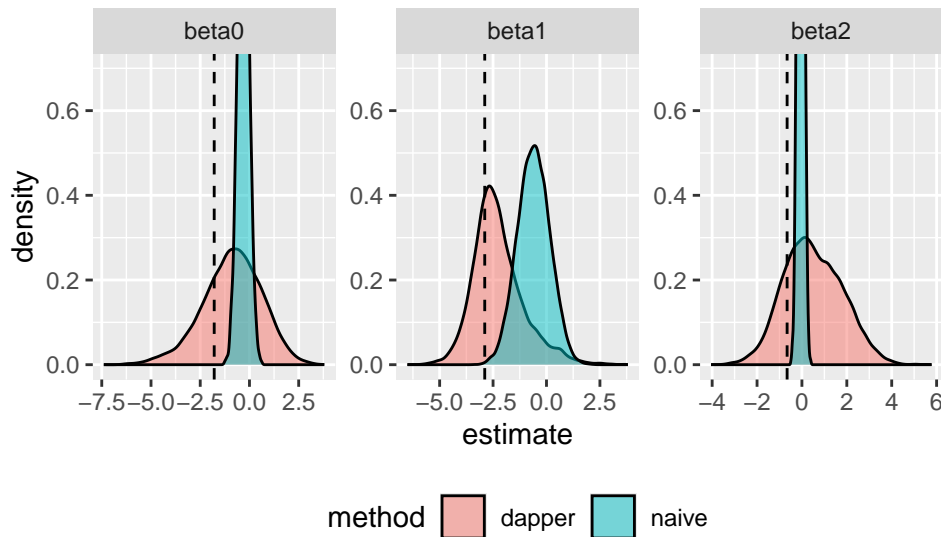 beta0 beta1 beta2
0.6 0.6 0.6
0.4 0.4 0.4
density
0.2 0.2 0.2
0.0 0.0 0.0
−7.5 −5.0 −2.5 0.0 2.5 −5.0 −2.5 0.0 2.5 −4 −2 0 2 4 6
estimate
method dapper naive